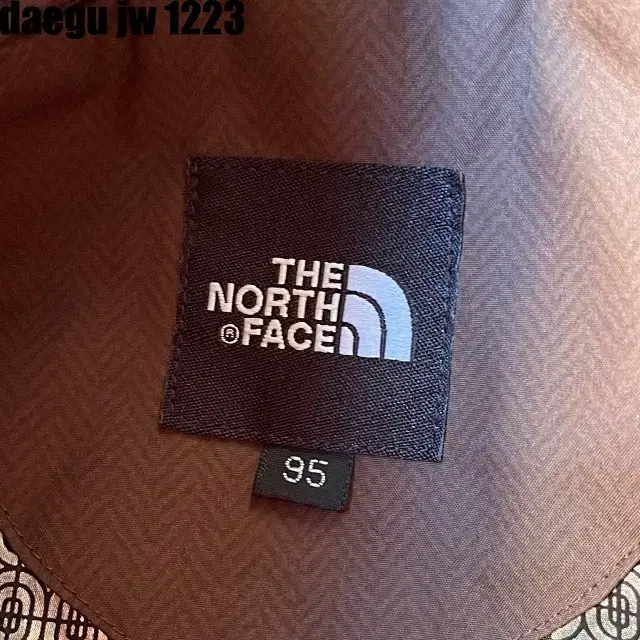 daegu jw 1223
THE
NORTH
® FACE
95